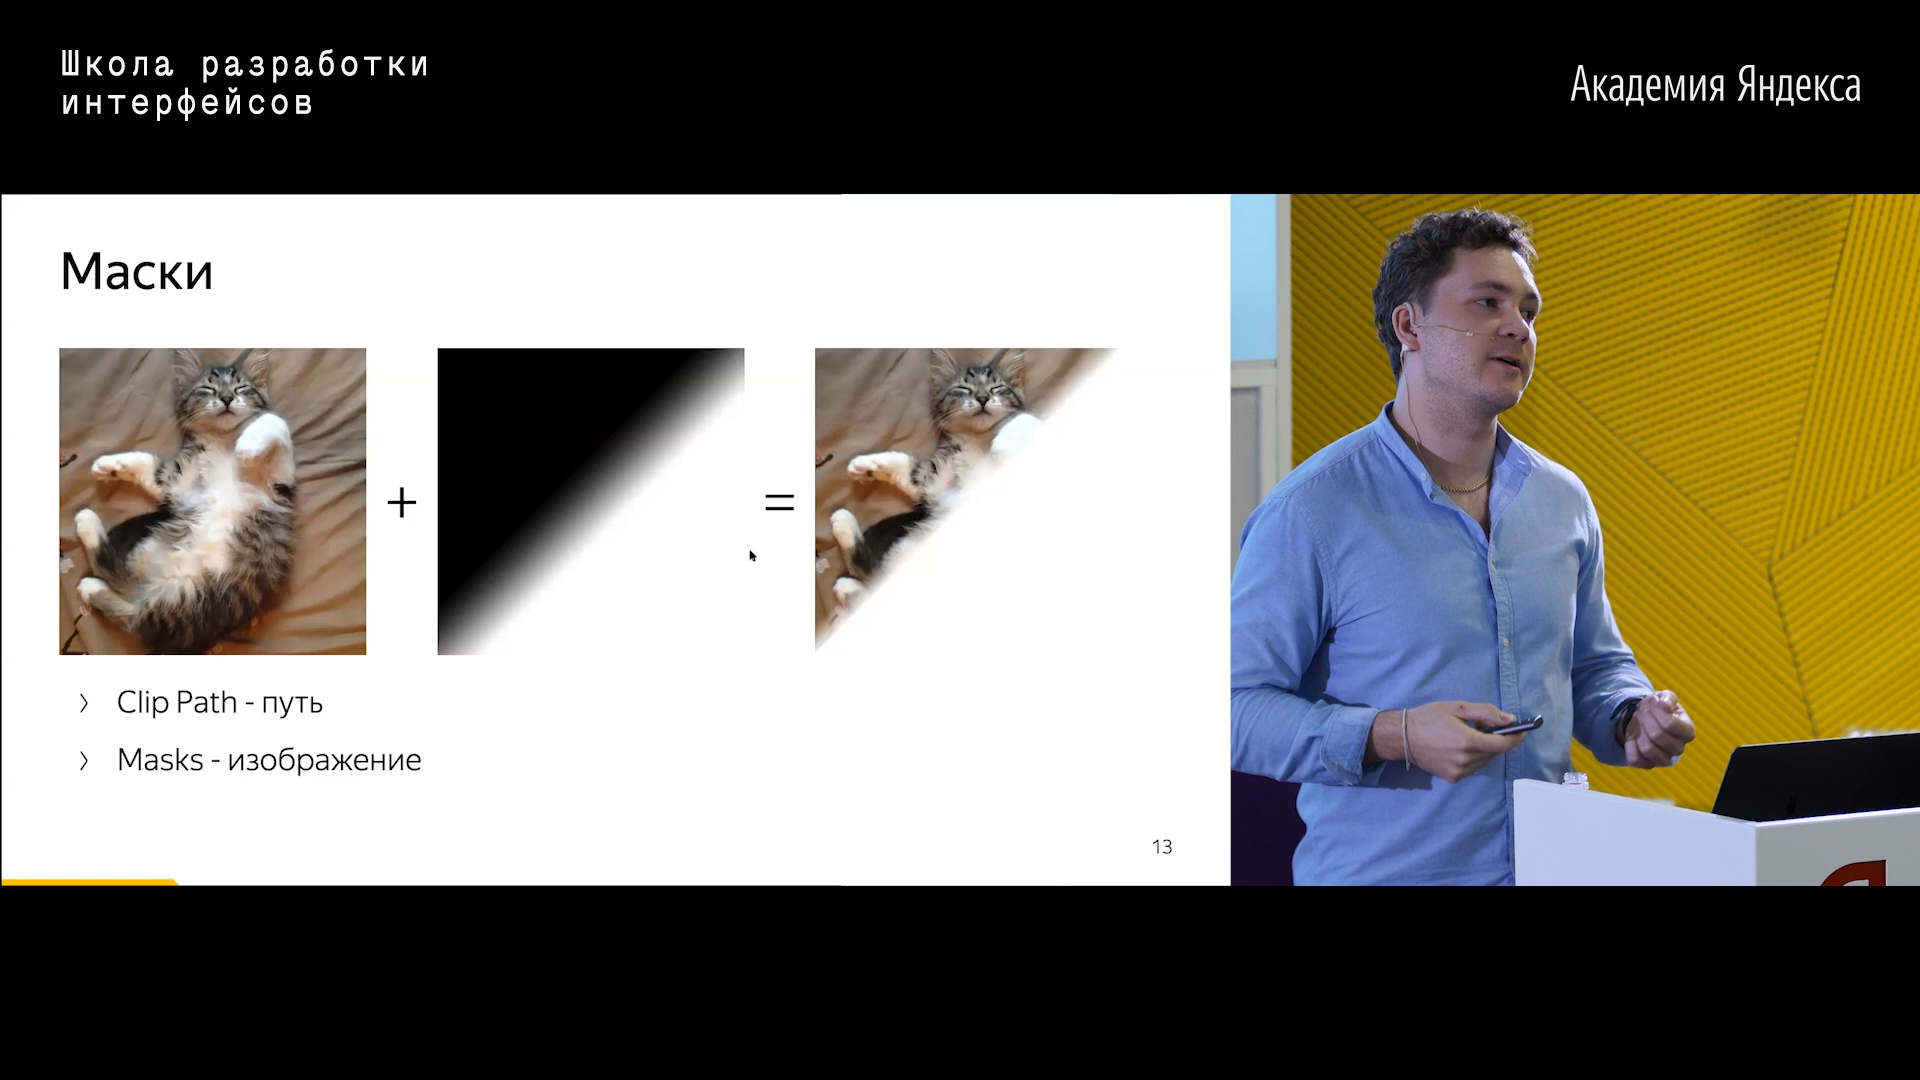 Школа разработки
интерфейсов
Академия Яндекса
Маски
+
=
〉 Clip Path - путь
〉 Masks - изображение
13
Я